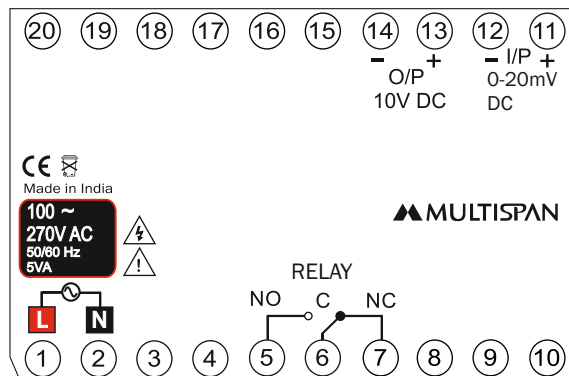 20 19 18 17 16 15 14 13 12 11
- + - I/P +
O/P 0-20mV
10V DC DC
CE
Made in India
100 ~
270V AC
50/60 Hz
5VA
MULTISPAN
RELAY
NO C NC
L N
1 2 3 4 5 6 7 8 9 10